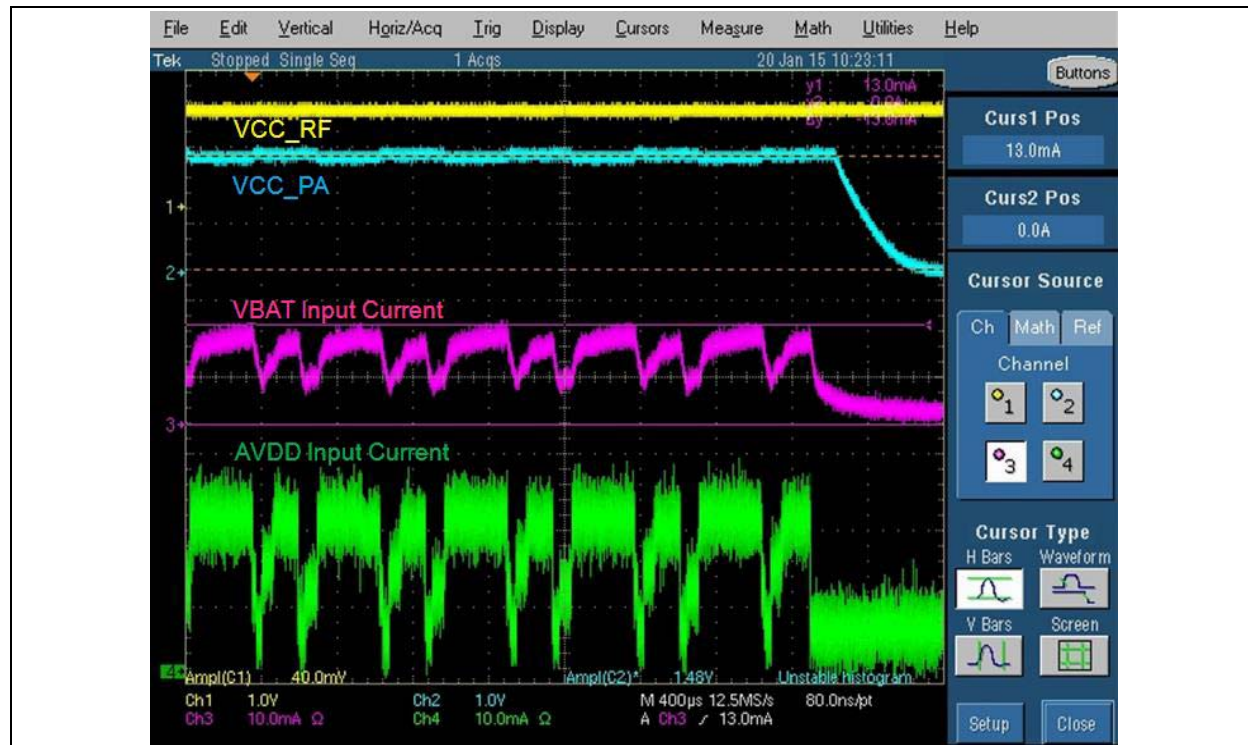 File Edit Vertical Horiz/Acq Trig Display Cursors Measure Math Utilities Help
Tek Stopped Single Seq 1 Acqs 20 Jan 15 10:23:11
Buttons
y1 : 13.0mA
VCC_RF
VCC_PA
1
2
VBAT Input Current
3
AVDD Input Current
Ampl(C1) 40.0mV Ampl(C2)* 1.48V Unstable histogram
Ch1 1.0V Ch2 1.0V M 400µs 12.5MS/s 80.0ns/pt
Ch3 10.0mA Ω Ch4 10.0mA Ω A Ch3 13.0mA
Curs1 Pos
13.0mA
Curs2 Pos
0.0A
Cursor Source
Ch Math Ref
Channel
1 2
3 4
Cursor Type
H Bars Waveform
V Bars Screen
Setup Close